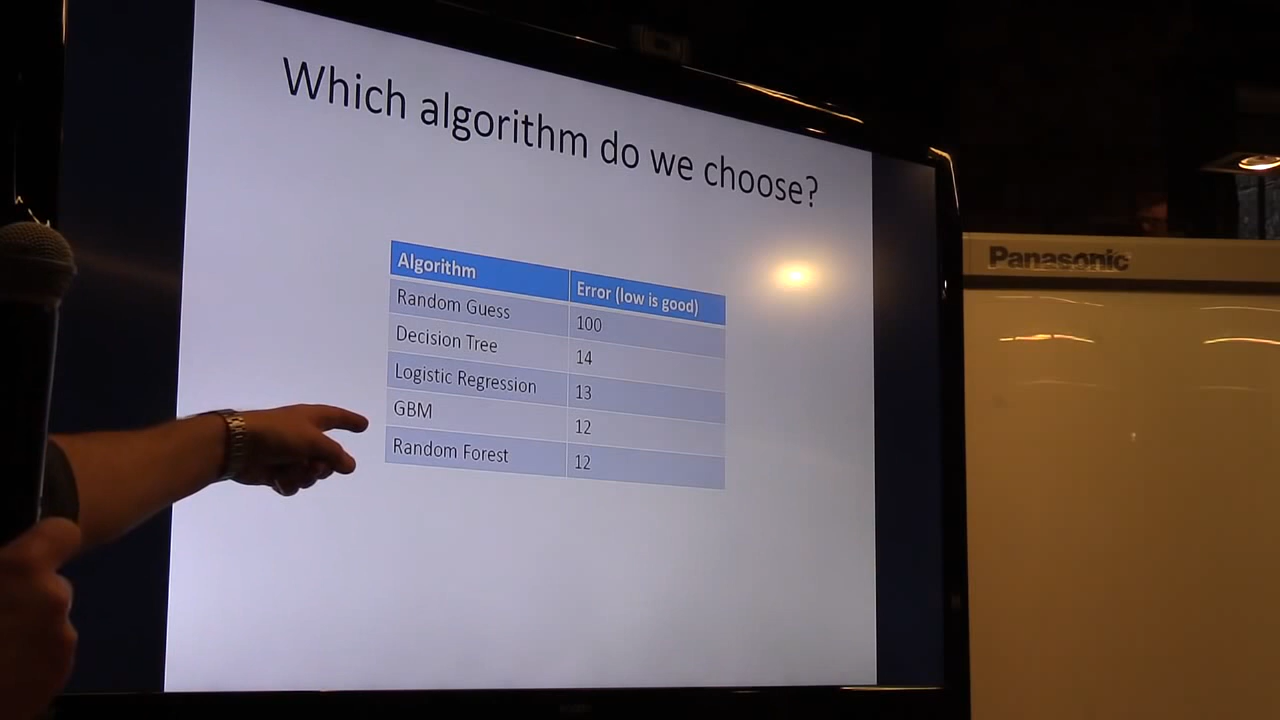 Which algorithm do we choose?
Algorithm Error (low is good)
Random Guess 100
Decision Tree 14
Logistic Regression 13
GBM 12
Random Forest 12
Panasonic